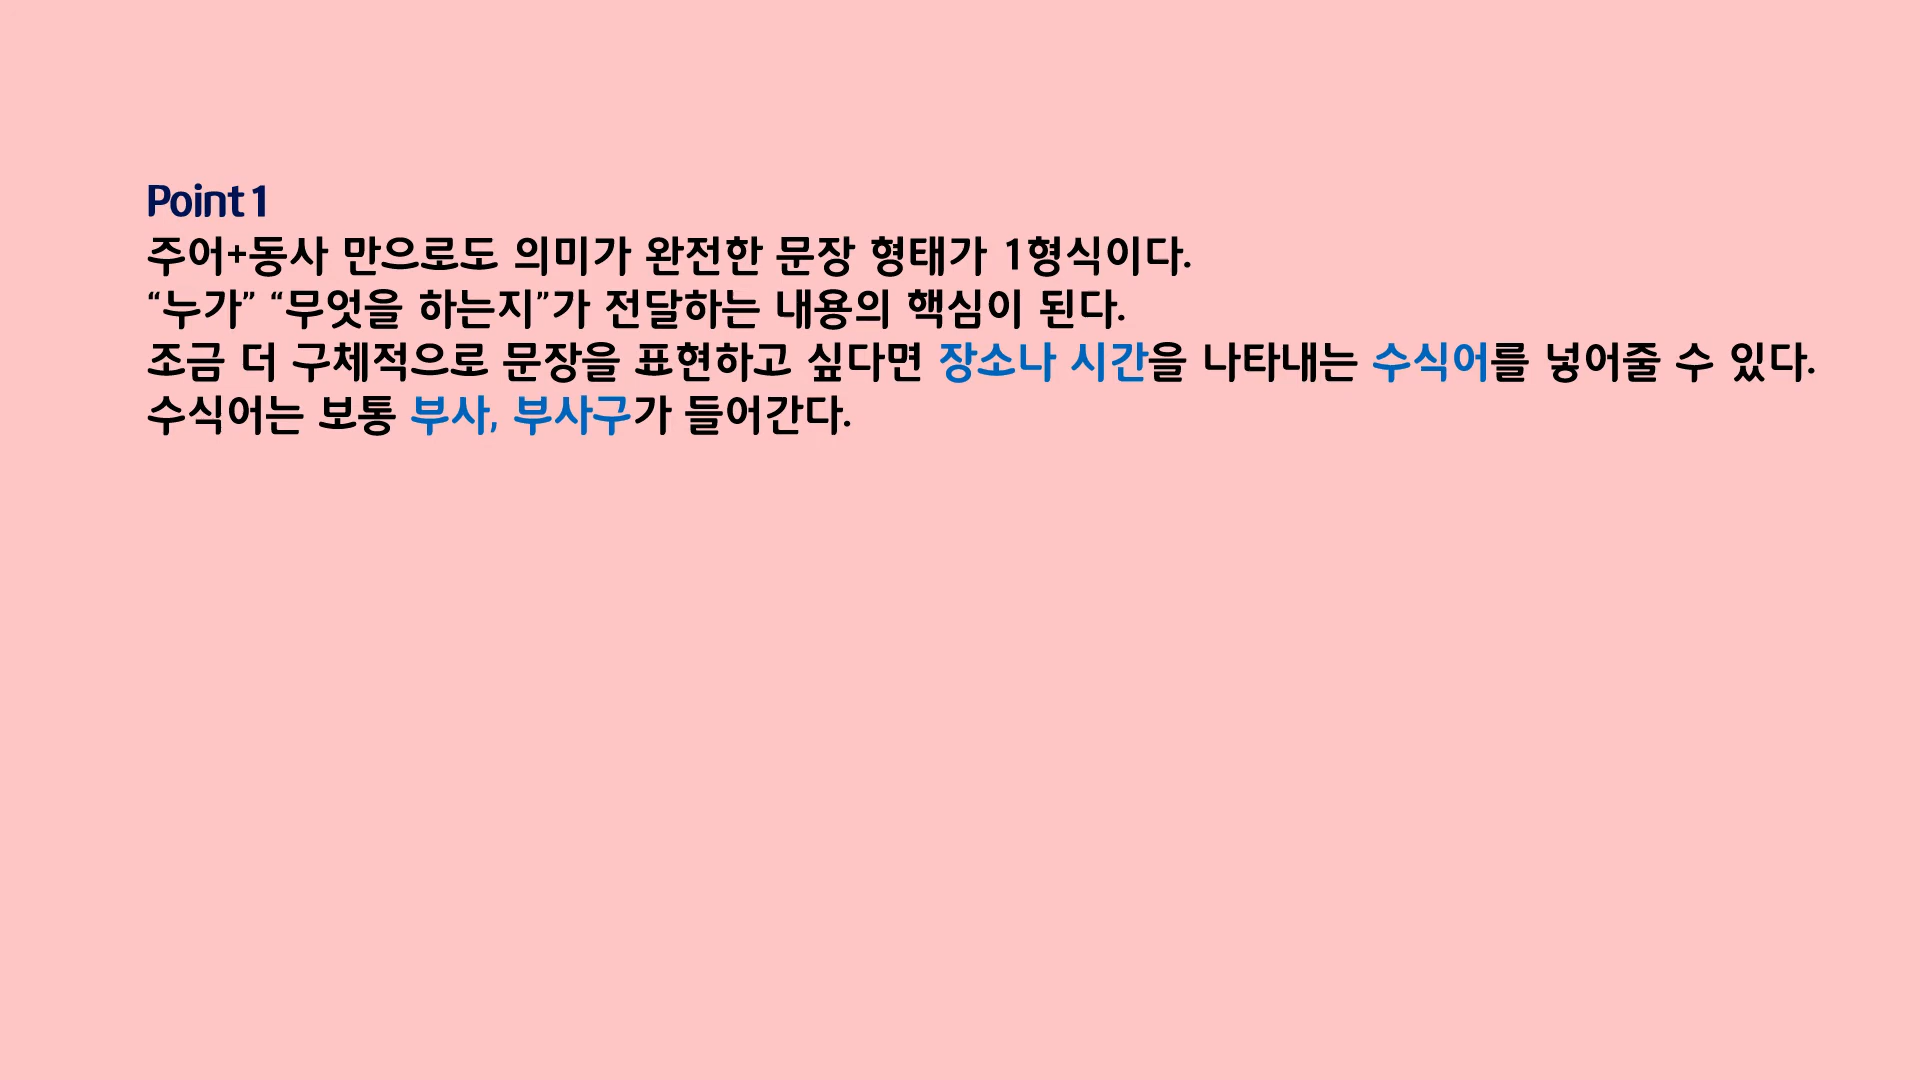 Point 1
주어+동사 만으로도 의미가 완전한 문장 형태가 1형식이다.
“누가” “무엇을 하는지”가 전달하는 내용의 핵심이 된다.
조금 더 구체적으로 문장을 표현하고 싶다면 장소나 시간을 나타내는 수식어를 넣어줄 수 있다.
수식어는 보통 부사, 부사구가 들어간다.